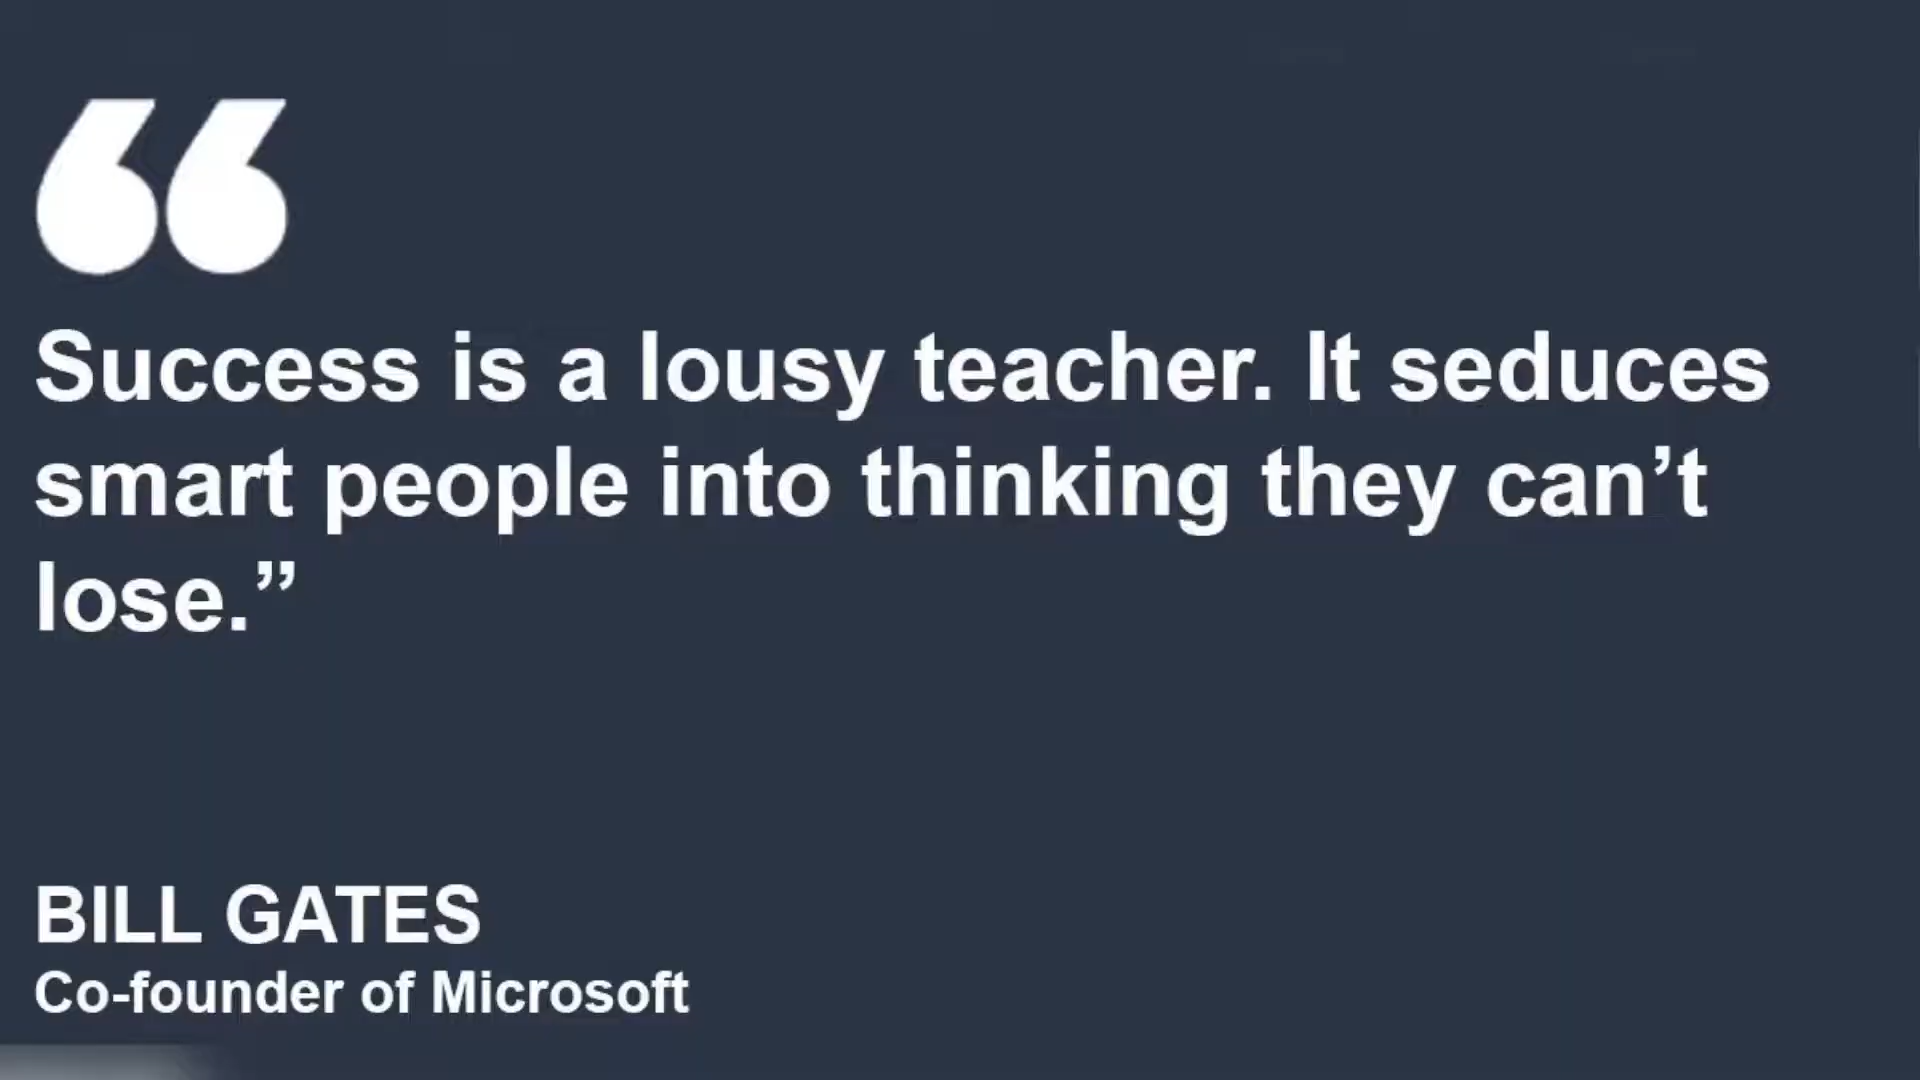 “
Success is a lousy teacher. It seduces
smart people into thinking they can’t
lose.”
BILL GATES
Co-founder of Microsoft